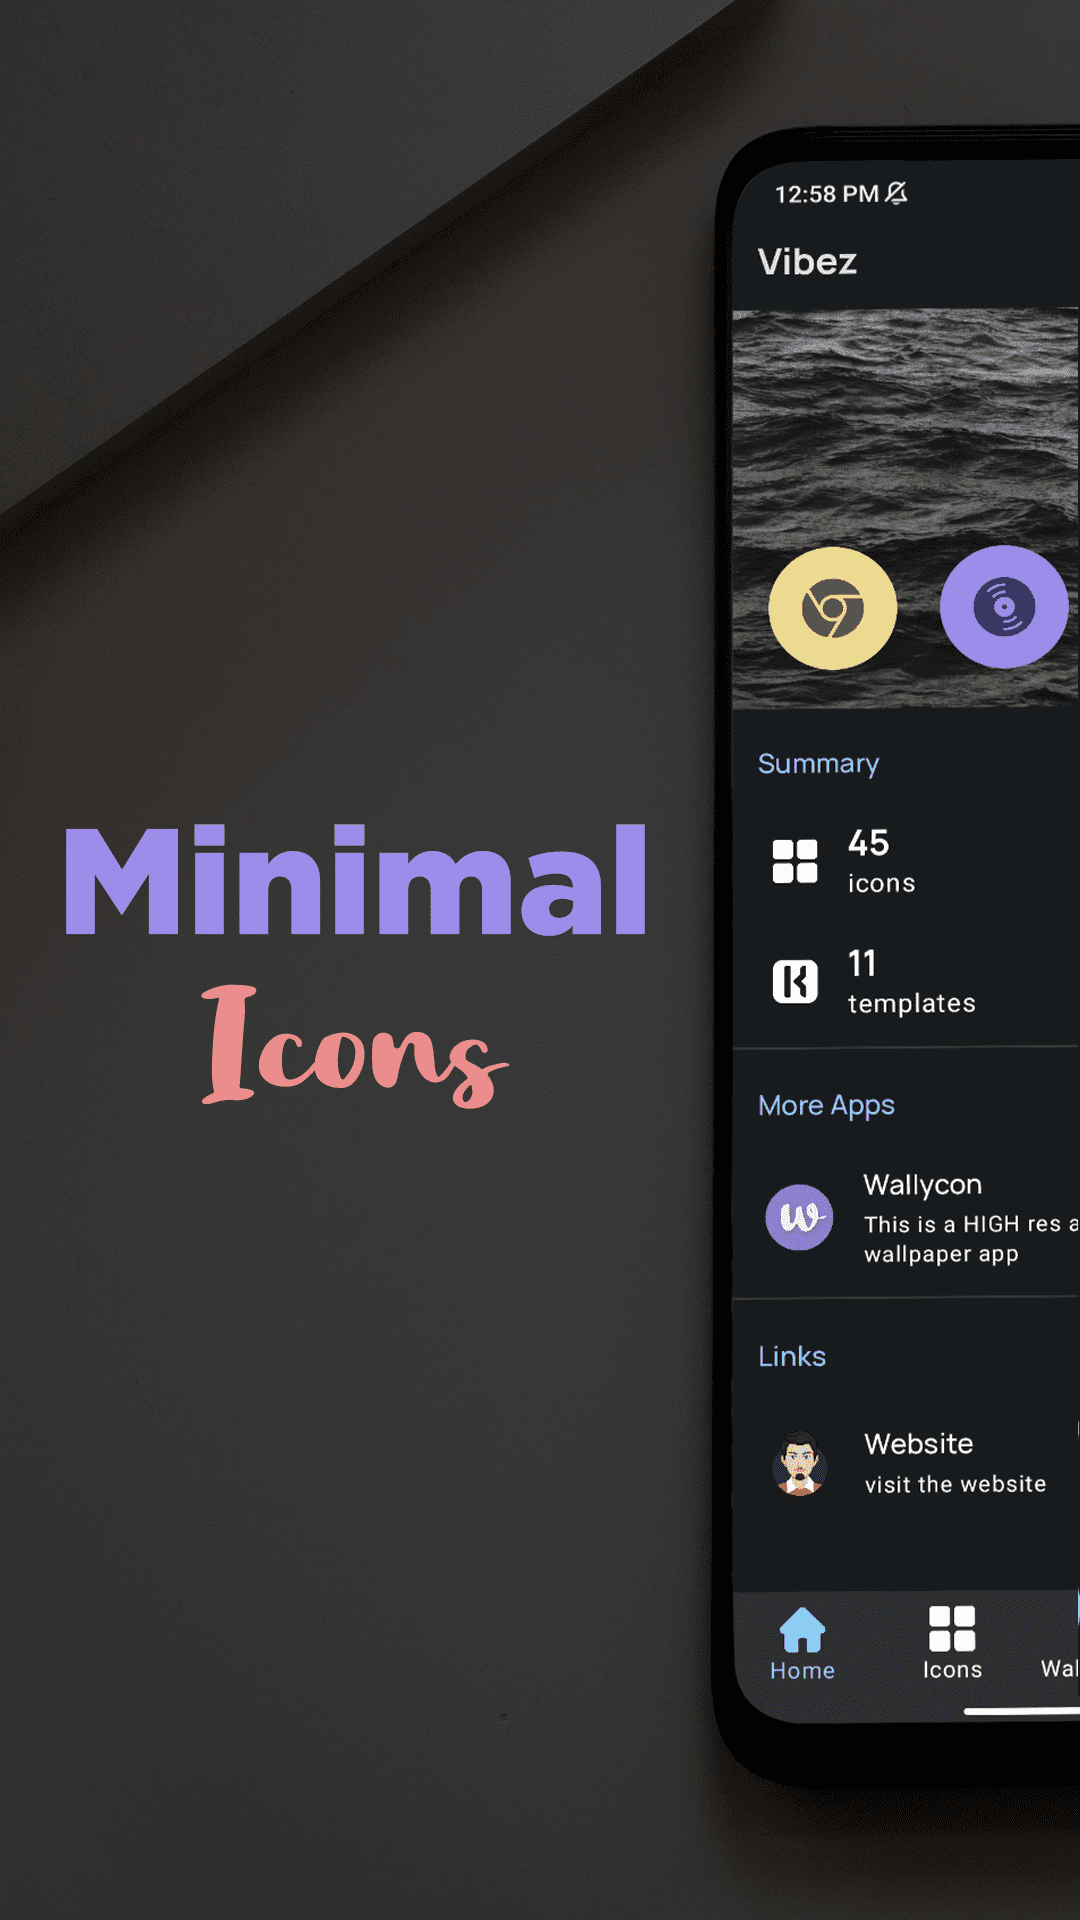 Minimal
Icons
12:58 PM
Vibez
Summary
45
icons
11
templates
More Apps
Wallycon
This is a HIGH res a
wallpaper app
Links
Website
visit the website
Home
Icons
Wal